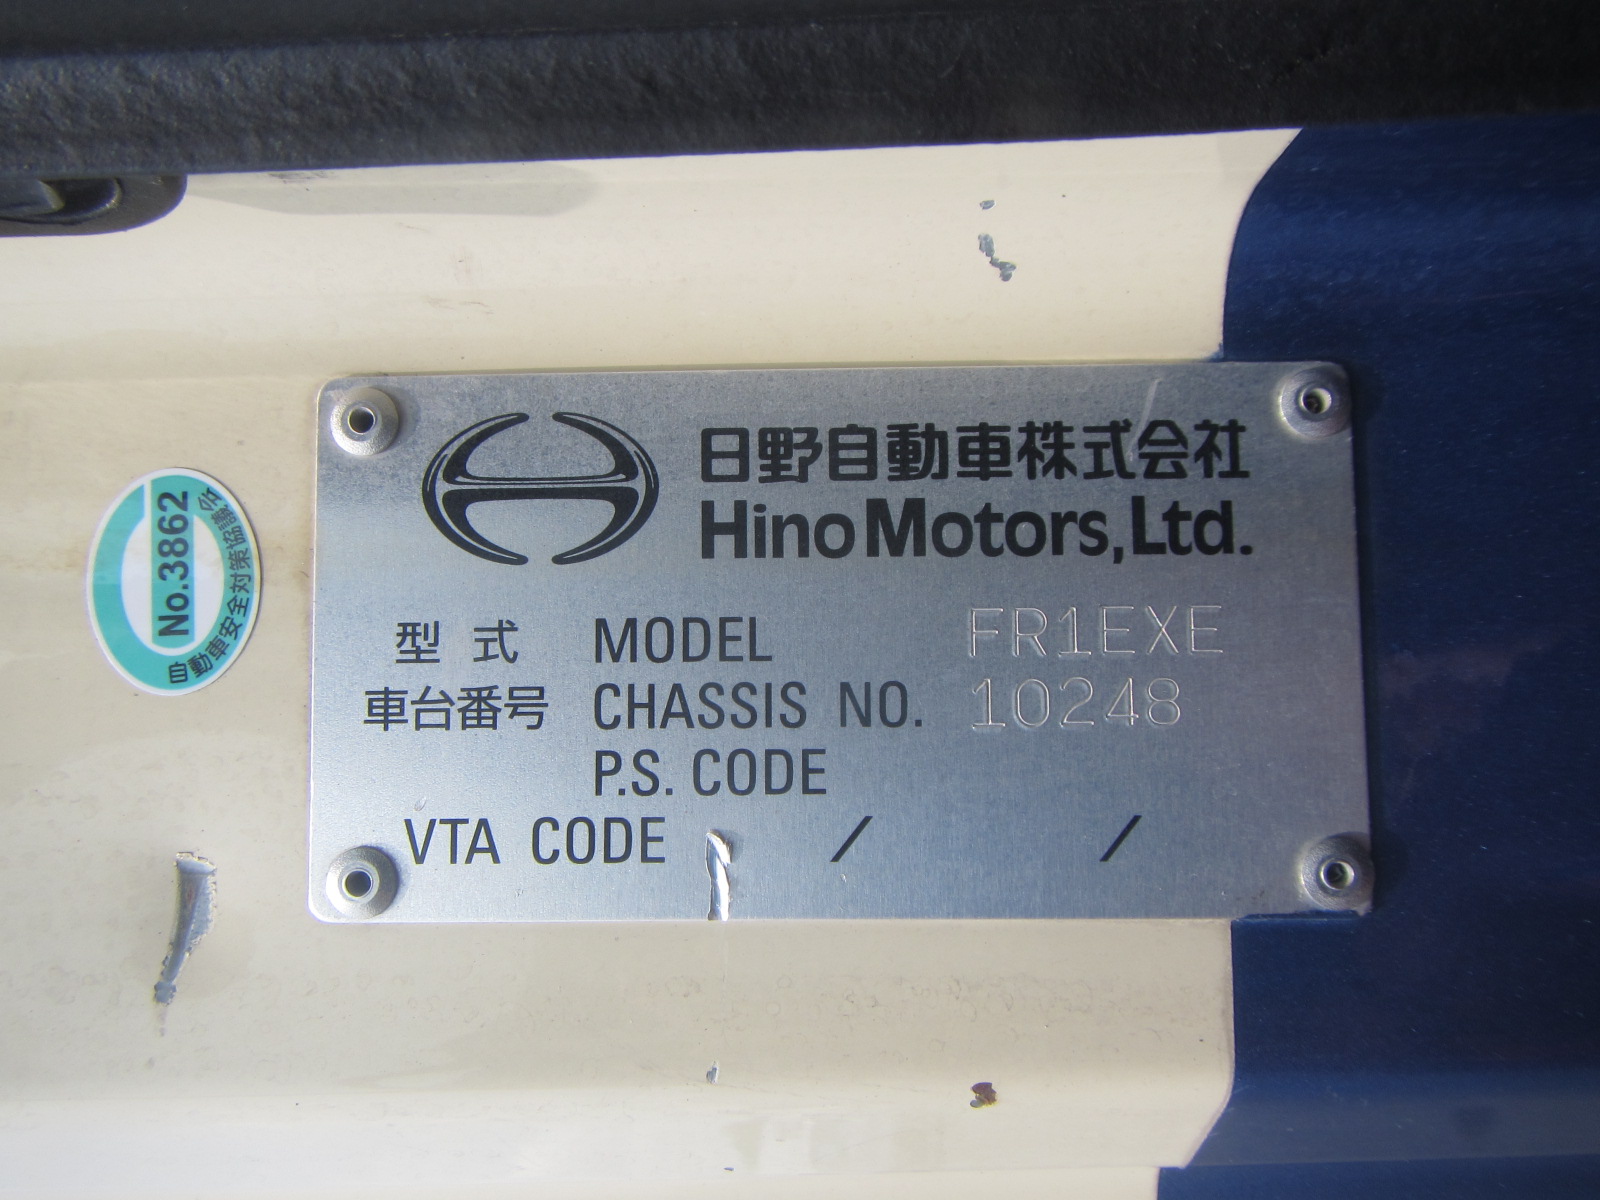 日野自動車株式会社
Hino Motors, Ltd.
型式 MODEL FR1EXE
車台番号 CHASSIS NO. 10248
P.S. CODE
VTA CODE / /
No.3862
自動車安全対策協議会